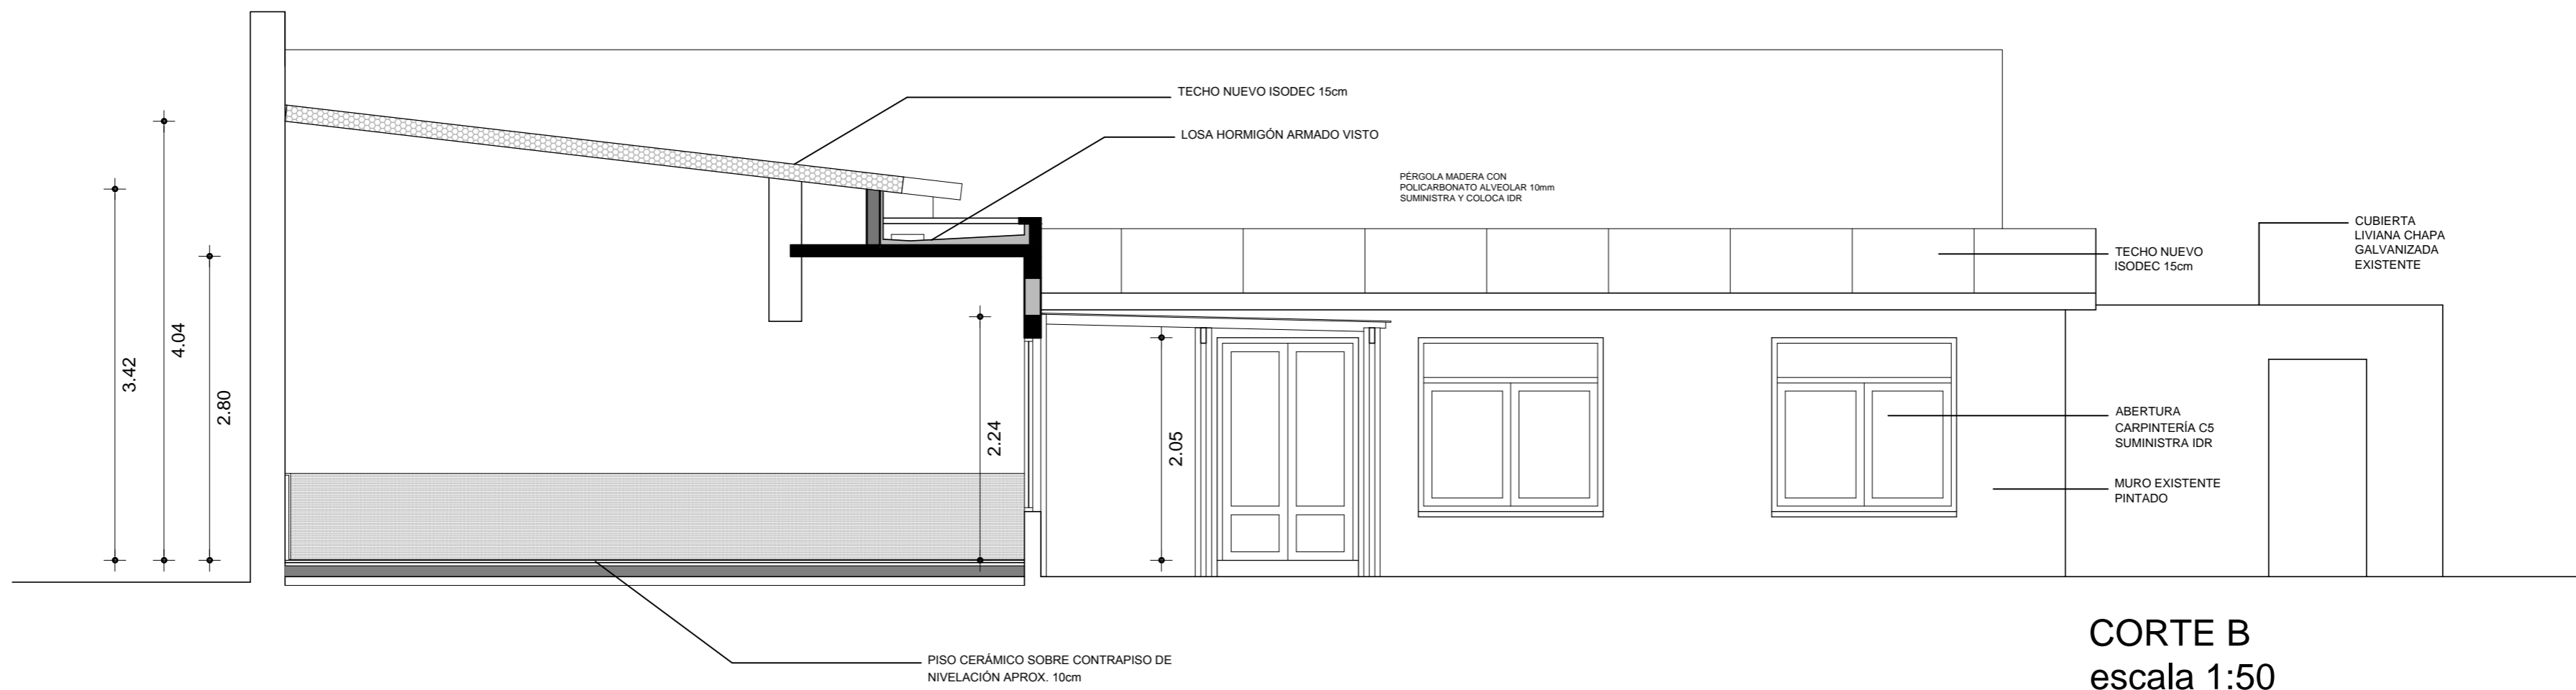 TECHO NUEVO ISODEC 15cm
LOSA HORMIGÓN ARMADO VISTO
PÉRGOLA MADERA CON
POLICARBONATO ALVEOLAR 10mm
SUMINISTRA Y COLOCA IDR
CUBIERTA
LIVIANA CHAPA
GALVANIZADA
EXISTENTE
TECHO NUEVO
ISODEC 15cm
3.42
4.04
2.80
2.24
2.05
ABERTURA
CARPINTERÍA C5
SUMINISTRA IDR
MURO EXISTENTE
PINTADO
PISO CERÁMICO SOBRE CONTRAPISO DE
NIVELACIÓN APROX. 10cm
CORTE B
escala 1:50